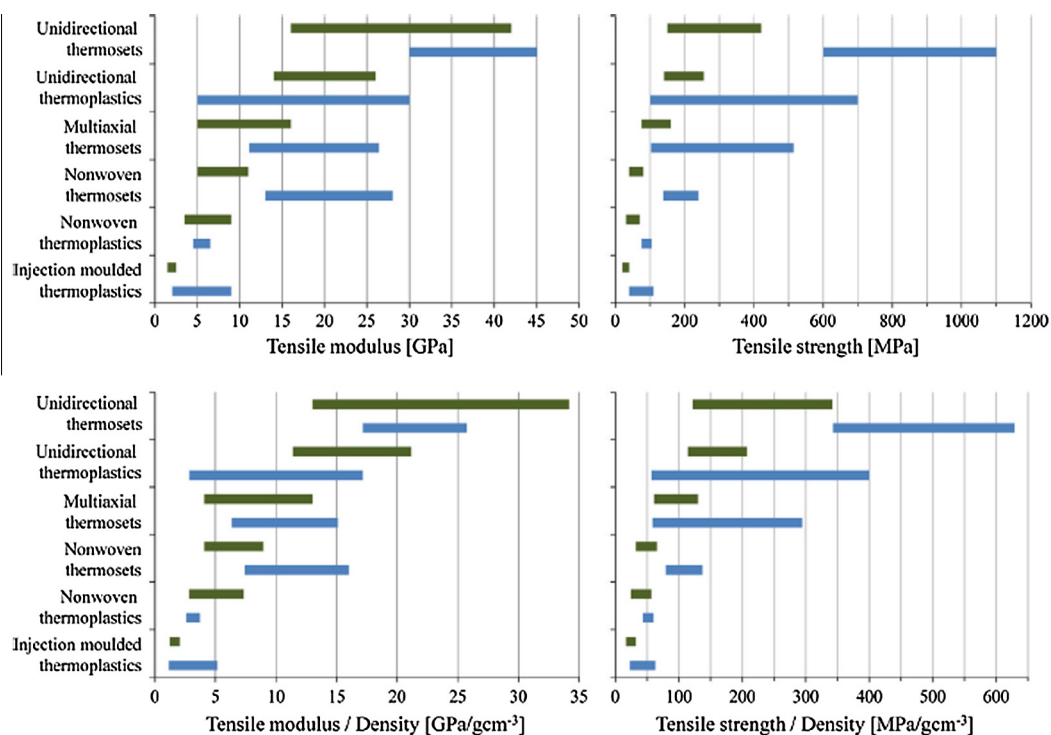 Unidirectional
thermosets
Unidirectional
thermoplastics
Multiaxial
thermosets
Nonwoven
thermosets
Nonwoven
thermoplastics
Injection moulded
thermoplastics
0 5 10 15 20 25 30 35 40 45 50
Tensile modulus [GPa]
0 200 400 600 800 1000 1200
Tensile strength [MPa]
Unidirectional
thermosets
Unidirectional
thermoplastics
Multiaxial
thermosets
Nonwoven
thermosets
Nonwoven
thermoplastics
Injection moulded
thermoplastics
0 5 10 15 20 25 30 35
Tensile modulus / Density [GPa/gcm-3]
0 100 200 300 400 500 600
Tensile strength / Density [MPa/gcm-3]